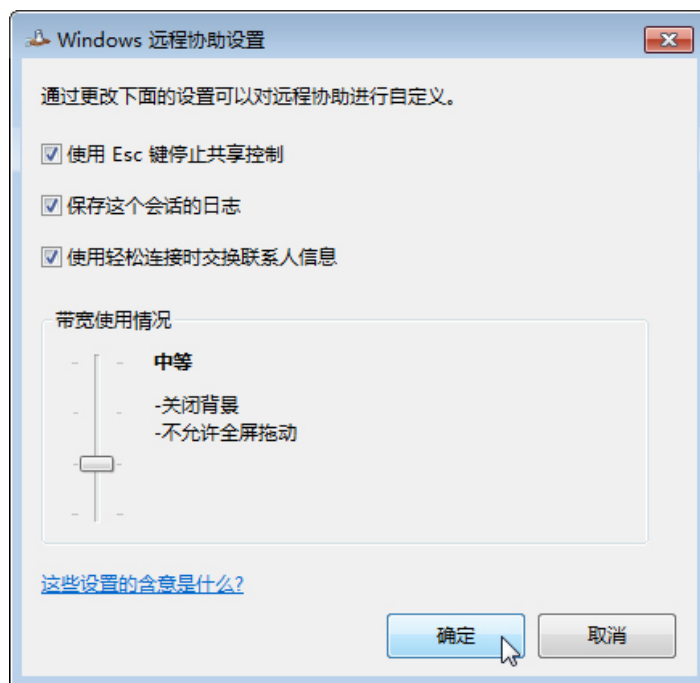 Windows 远程协助设置
通过更改下面的设置可以对远程协助进行自定义。
使用 Esc 键停止共享控制
保存这个会话的日志
使用轻松连接时交换联系人信息
带宽使用情况
中等
-关闭背景
-不允许全屏拖动
这些设置的含意是什么?
确定
取消